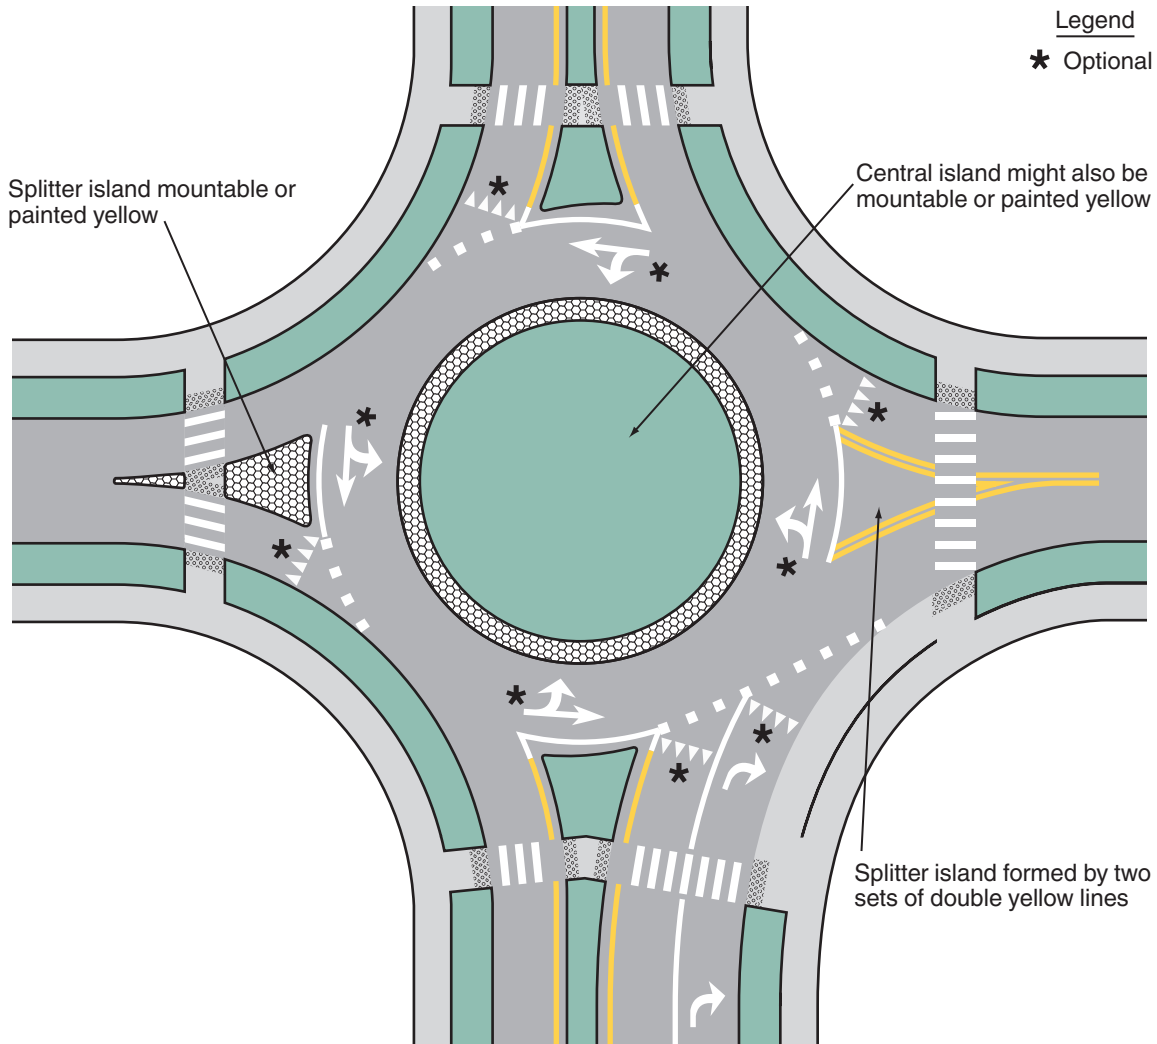 Legend
* Optional
Splitter island mountable or
painted yellow
Central island might also be
mountable or painted yellow
Splitter island formed by two
sets of double yellow lines